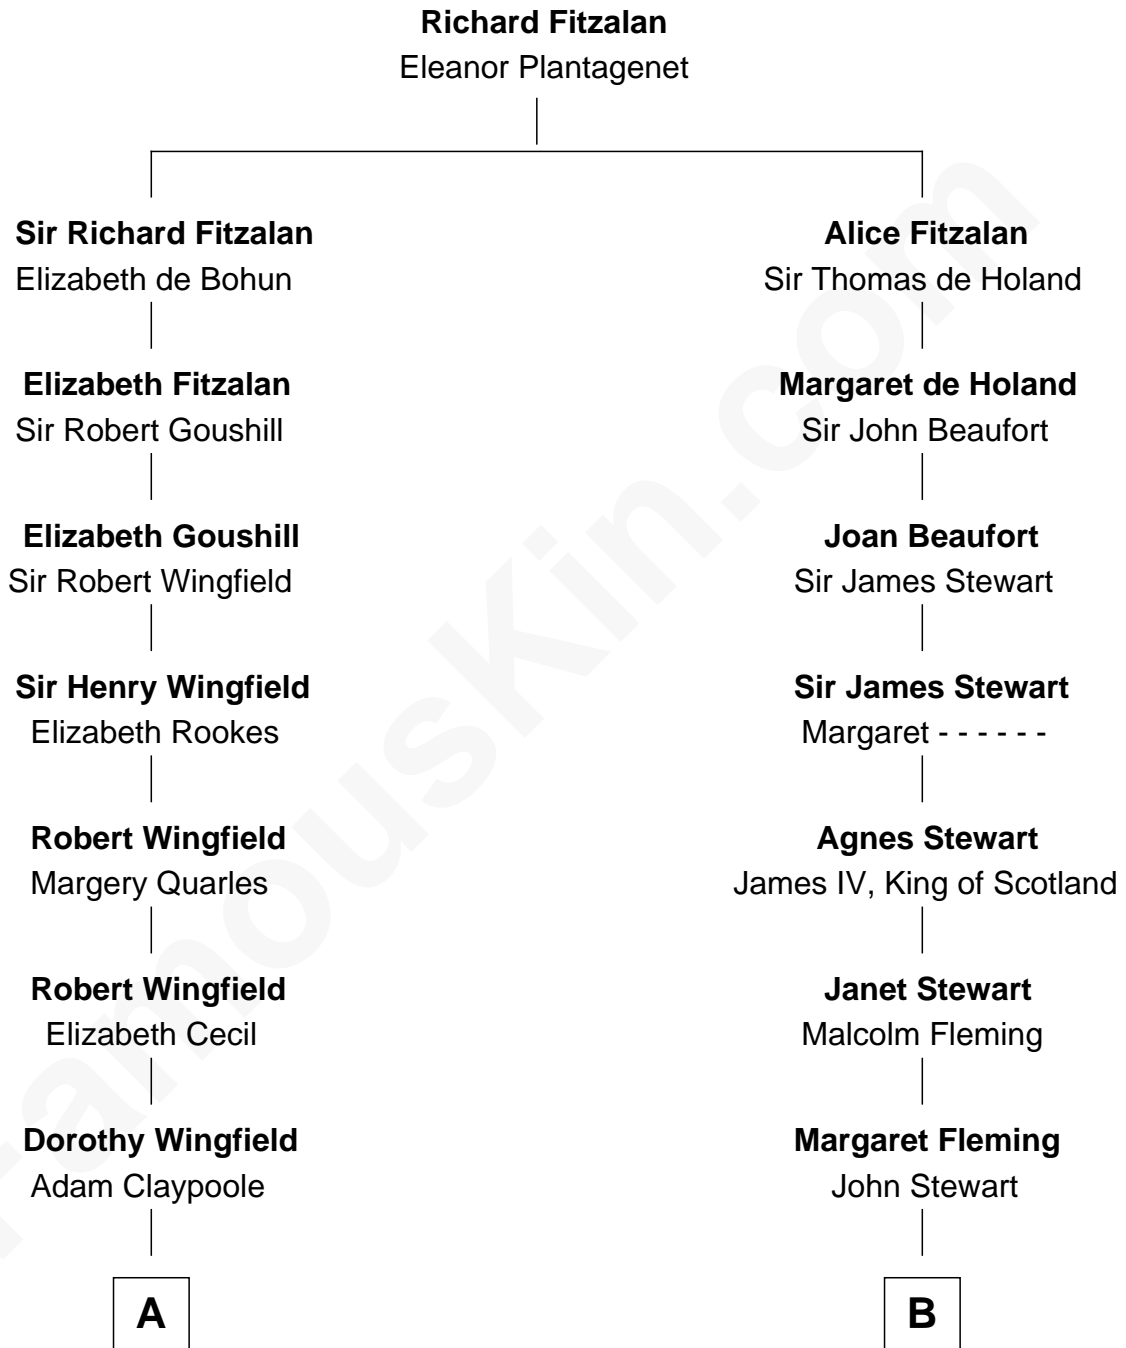 Richard Fitzalan
Eleanor Plantagenet
Sir Richard Fitzalan
Elizabeth de Bohun
Alice Fitzalan
Sir Thomas de Holand
Elizabeth Fitzalan
Sir Robert Goushill
Margaret de Holand
Sir John Beaufort
Elizabeth Goushill
Sir Robert Wingfield
Joan Beaufort
Sir James Stewart
Sir Henry Wingfield
Elizabeth Rookes
Sir James Stewart
Margaret - - - - - -
Robert Wingfield
Margery Quarles
Agnes Stewart
James IV, King of Scotland
Robert Wingfield
Elizabeth Cecil
Janet Stewart
Malcolm Fleming
Dorothy Wingfield
Adam Claypoole
Margaret Fleming
John Stewart
A
B
FamousKin.com